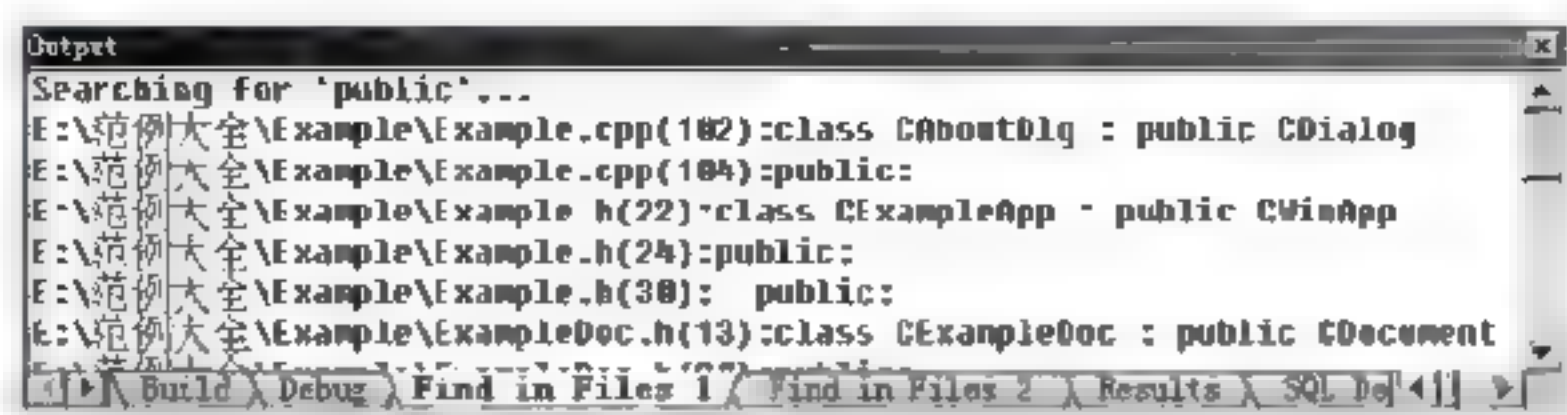 Output
Searching for 'public'...
E:\范例大全\Example\Example.cpp(102):class CAboutDlg : public CDialog
E:\范例大全\Example\Example.cpp(104):public:
E:\范例大全\Example\Example.h(22):class CExampleApp : public CWinApp
E:\范例大全\Example\Example.h(24):public:
E:\范例大全\Example\Example.h(30):  public:
E:\范例大全\Example\ExampleDoc.h(13):class CExampleDoc : public CDocument
Build Debug Find in Files 1 Find in Files 2 Results SQL De